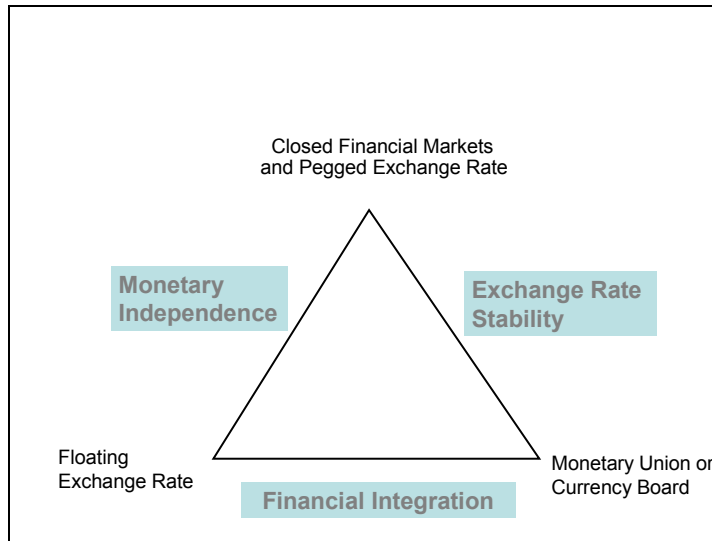 Closed Financial Markets
and Pegged Exchange Rate
Monetary
Independence
Exchange Rate
Stability
Floating
Exchange Rate
Monetary Union or
Currency Board
Financial Integration